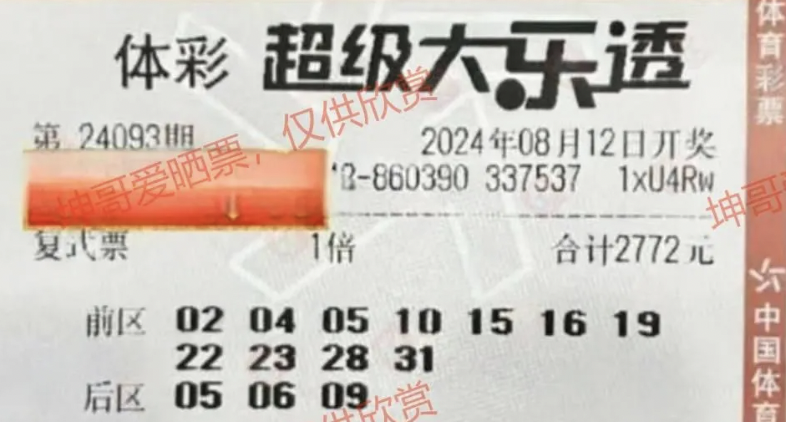 体彩 超级大乐透
第 24093期 2024年08月12日开奖
-860390 337537 1xU4Rw
复式票 1倍 合计2772元
前区 02 04 05 10 15 16 19
22 23 28 31
后区 05 06 09
坤哥爱晒票，仅供欣赏
坤哥
供欣赏
体育彩票
中国体育